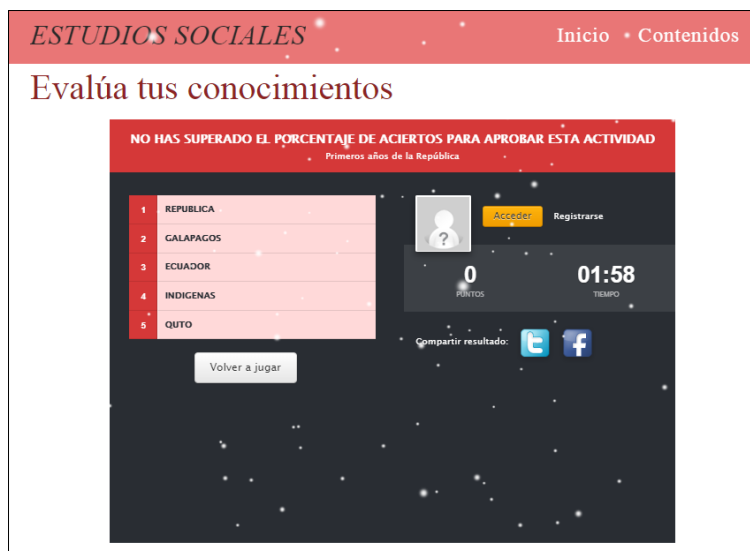 ESTUDIOS SOCIALES
Inicio Contenidos
Evalúa tus conocimientos
NO HAS SUPERADO EL PORCENTAJE DE ACIERTOS PARA APROBAR ESTA ACTIVIDAD
Primeros años de la República
1 REPUBLICA
2 GALAPAGOS
3 ECUADOR
4 INDIGENAS
5 QUTO
Volver a jugar
?
Acceder Registrarse
0 01:58
PUNTOS TIEMPO
Compartir resultado: